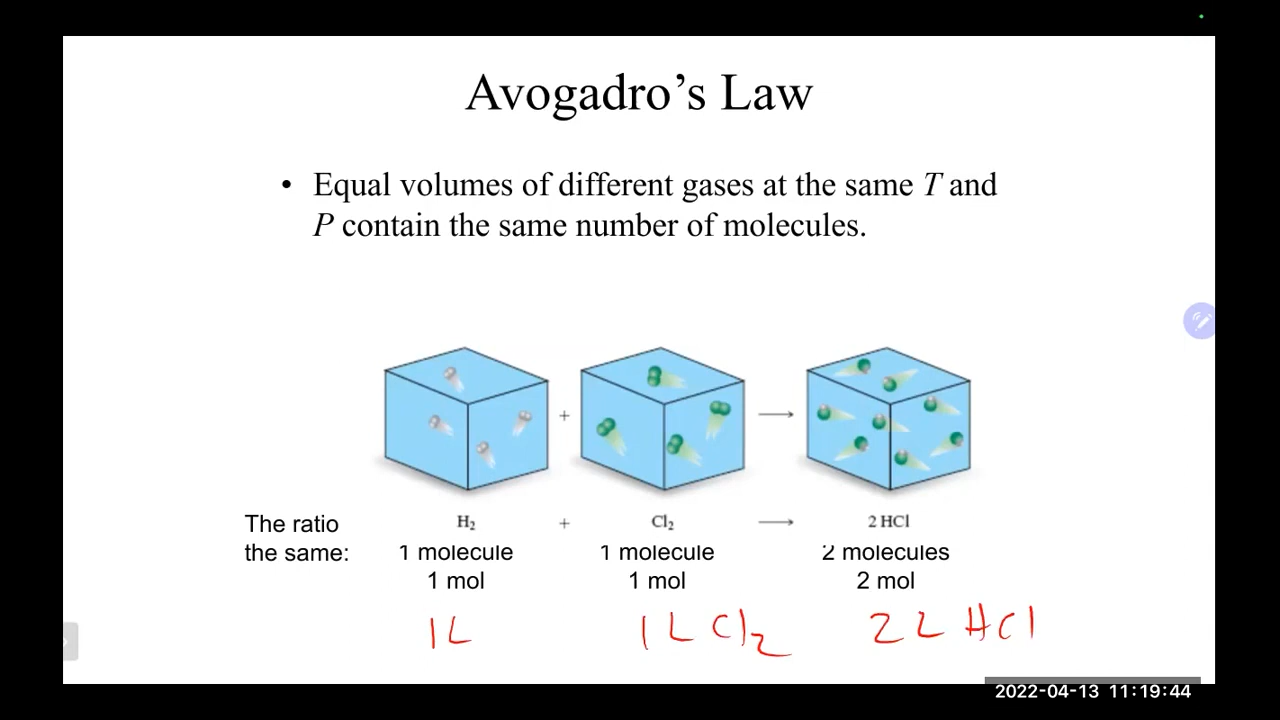 Avogadro’s Law
• Equal volumes of different gases at the same T and
P contain the same number of molecules.
+
H₂ + Cl₂ → 2 HCl
The ratio
the same:
1 molecule 1 molecule 2 molecules
1 mol 1 mol 2 mol
1L 1L Cl₂ 2L HCl
2022-04-13 11:19:44